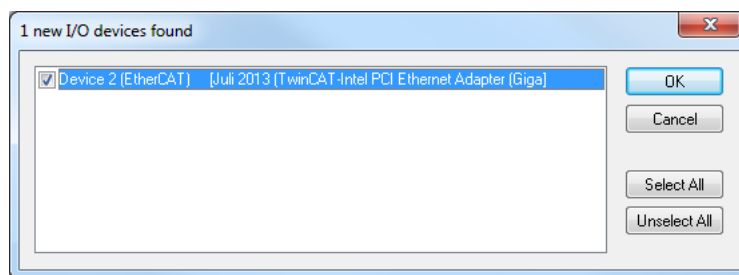 1 new I/O devices found
Device 2 (EtherCAT) [Juli 2013 (TwinCAT-Intel PCI Ethernet Adapter (Giga]
OK
Cancel
Select All
Unselect All